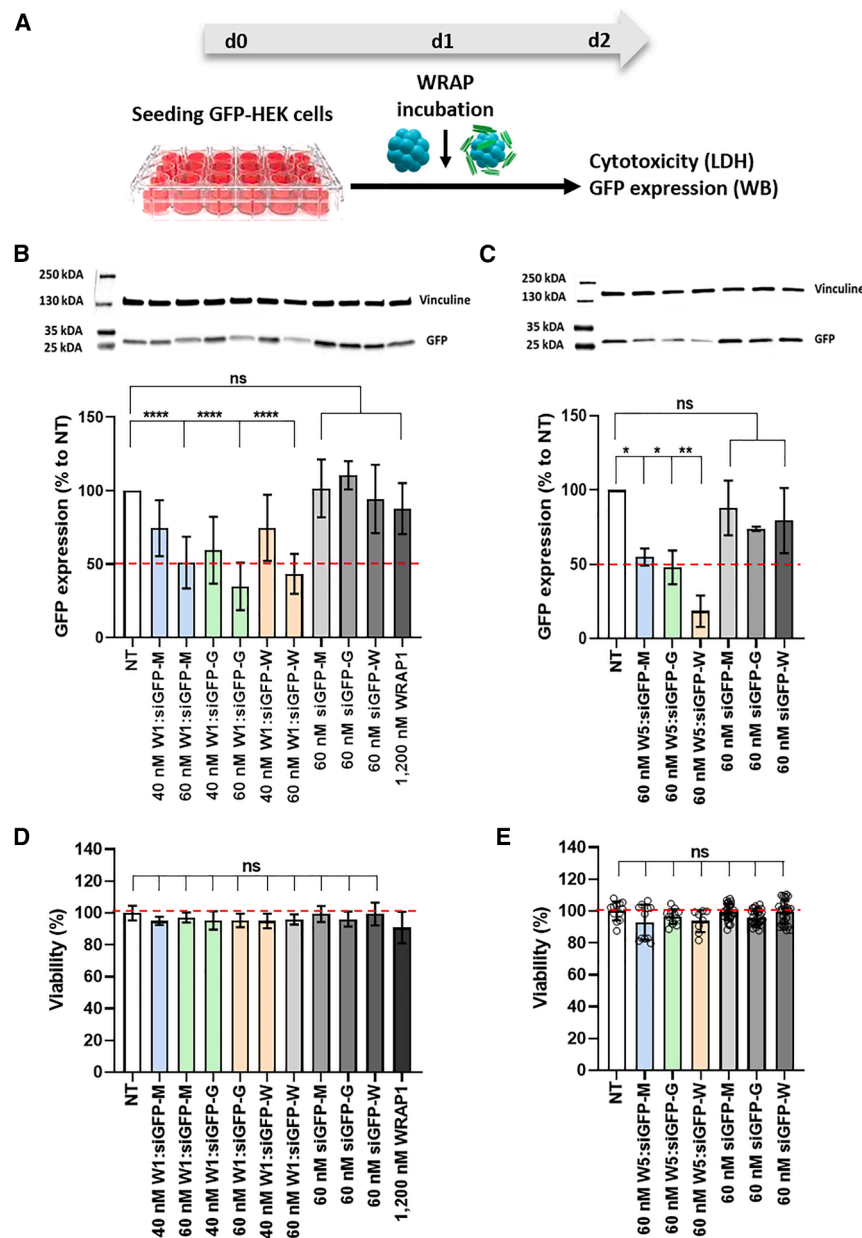 A
d0 d1 d2
WRAP
incubation
Seeding GFP-HEK cells
Cytotoxicity (LDH)
GFP expression (WB)
B
250 kDA
130 kDA
35 kDA
25 kDA
Vinculine
GFP
ns
**** **** ****
GFP expression (% to NT)
150
100
50
0
NT
40 nM W1:siGFP-M
60 nM W1:siGFP-M
40 nM W1:siGFP-G
60 nM W1:siGFP-G
40 nM W1:siGFP-W
60 nM W1:siGFP-W
60 nM siGFP-M
60 nM siGFP-G
60 nM siGFP-W
1,200 nM WRAP1
C
250 kDA
130 kDA
35 kDA
25 kDA
Vinculine
GFP
ns
* * **
GFP expression (% to NT)
150
100
50
0
NT
60 nM W5:siGFP-M
60 nM W5:siGFP-G
60 nM W5:siGFP-W
60 nM siGFP-M
60 nM siGFP-G
60 nM siGFP-W
D
ns
Viability (%)
140
120
100
80
60
40
20
0
NT
40 nM W1:siGFP-M
60 nM W1:siGFP-M
40 nM W1:siGFP-G
60 nM W1:siGFP-G
40 nM W1:siGFP-W
60 nM W1:siGFP-W
60 nM siGFP-M
60 nM siGFP-G
60 nM siGFP-W
1,200 nM WRAP1
E
ns
Viability (%)
140
120
100
80
60
40
20
0
NT
60 nM W5:siGFP-M
60 nM W5:siGFP-G
60 nM W5:siGFP-W
60 nM siGFP-M
60 nM siGFP-G
60 nM siGFP-W